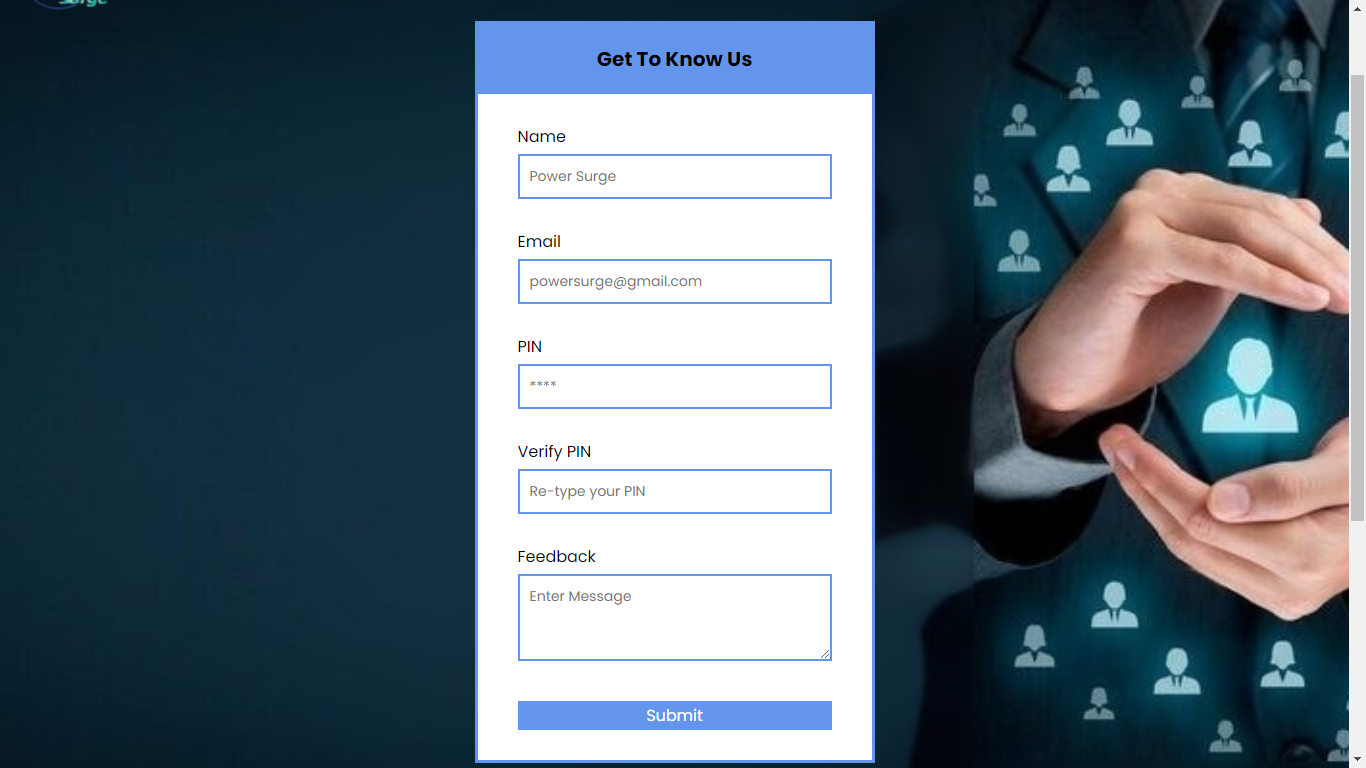 Surge
Get To Know Us
Name
Power Surge
Email
powersurge@gmail.com
PIN
****
Verify PIN
Re-type your PIN
Feedback
Enter Message
Submit